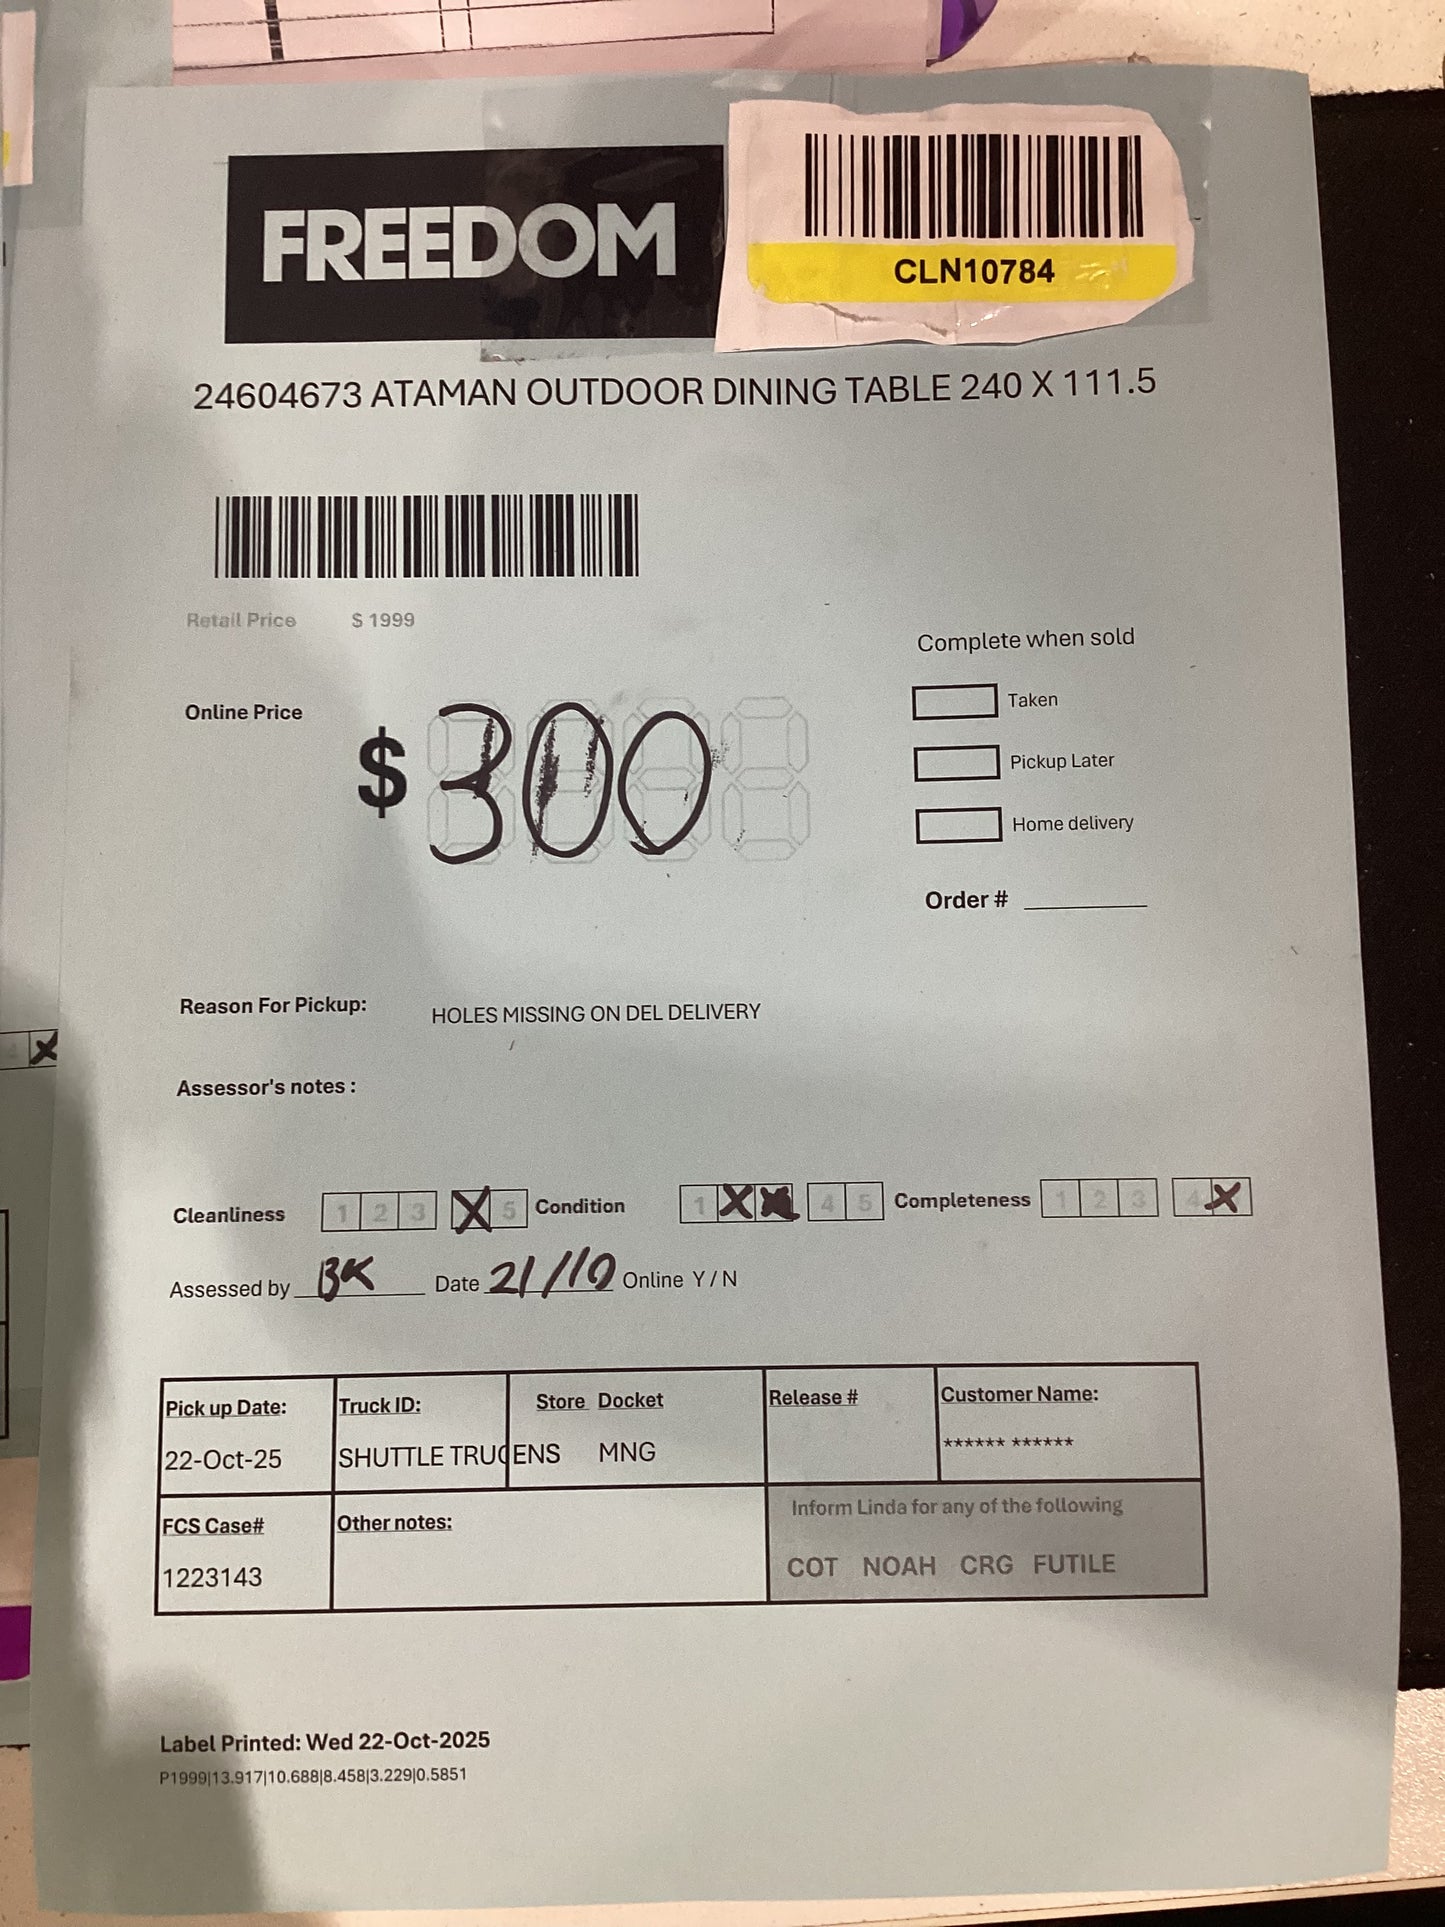 FREEDOM
CLN10784
24604673 ATAMAN OUTDOOR DINING TABLE 240 X 111.5
Retail Price $ 1999
Online Price
$ 300
Complete when sold
Taken
Pickup Later
Home delivery
Order #
Reason For Pickup: HOLES MISSING ON DEL DELIVERY
Assessor's notes :
Cleanliness 1 2 3 X 5 Condition 1 X 4 5 Completeness 1 2 3 4 X
Assessed by BK Date 21/10 Online Y / N
Pick up Date: Truck ID: Store Docket Release # Customer Name:
22-Oct-25 SHUTTLE TRUC ENS MNG ****** ******
FCS Case# Other notes: Inform Linda for any of the following
1223143 COT NOAH CRG FUTILE
Label Printed: Wed 22-Oct-2025
P1999|13.917|10.688|8.458|3.229|0.5851